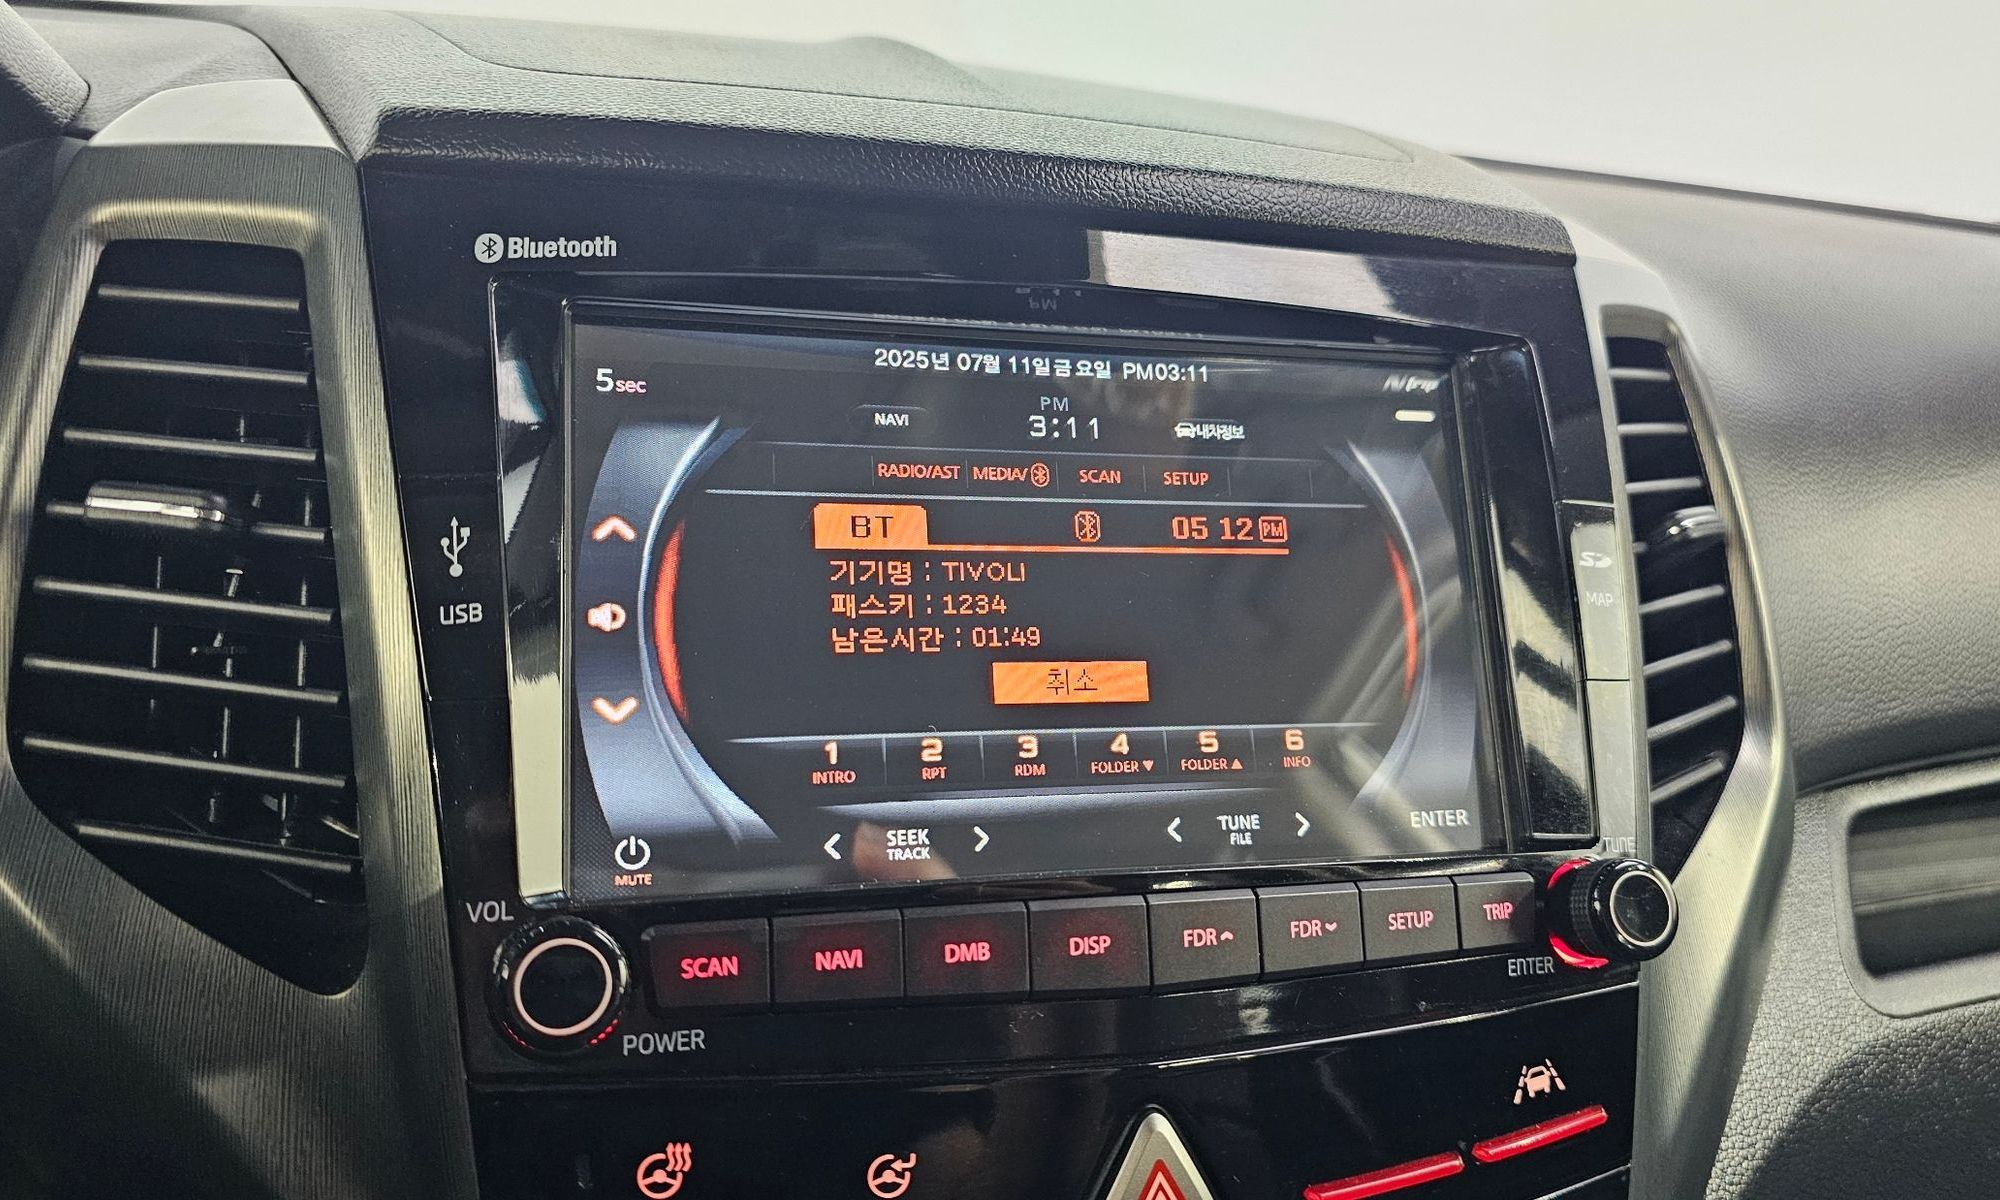 Bluetooth
2025년 07월 11일금요일 PM03:11
5sec
PM
NAVI
3:11
내차정보
RADIO/AST
MEDIA/
SCAN
SETUP
BT
05 12 PM
기기명 : TIVOLI
패스키 : 1234
남은시간 : 01:49
취소
USB
SD
MAP
1
2
3
4
5
6
INTRO
RPT
RDM
FOLDER ▼
FOLDER ▲
INFO
SEEK
TRACK
TUNE
FILE
ENTER
MUTE
TUNE
VOL
SCAN
NAVI
DMB
DISP
FDR
FDR
SETUP
TRIP
ENTER
POWER